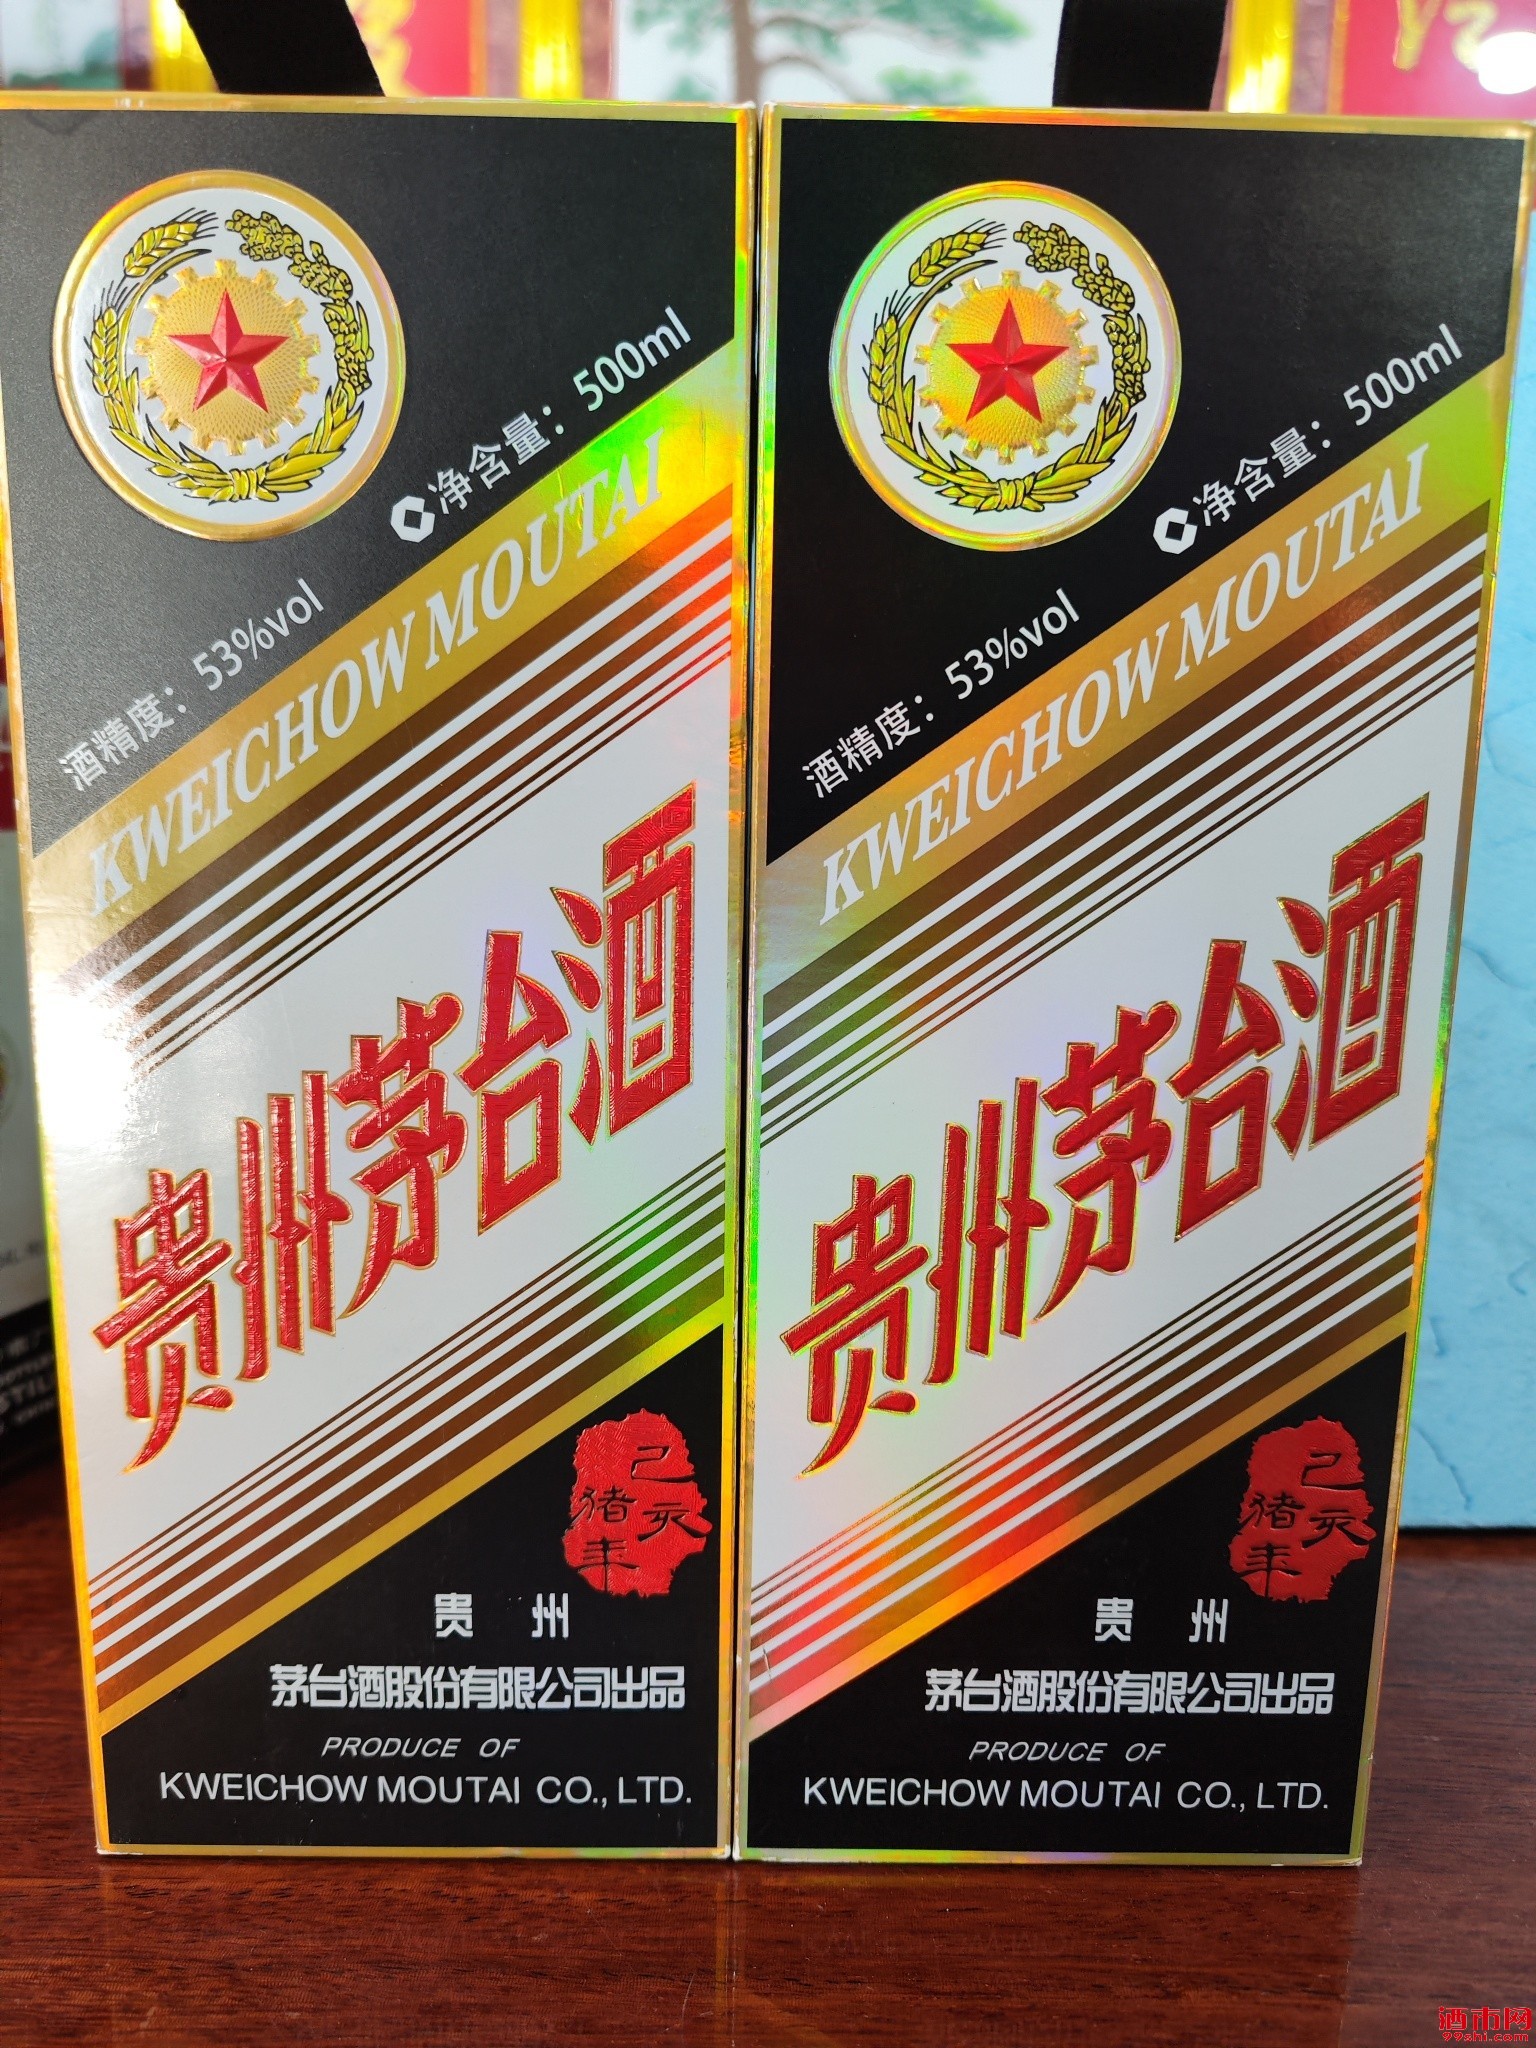 净含量：500ml
酒精度：53%vol
KWEICHOW MOUTAI
贵州茅台酒
己亥
猪年
贵 州
茅台酒股份有限公司出品
PRODUCE OF
KWEICHOW MOUTAI CO., LTD.
净含量：500ml
酒精度：53%vol
KWEICHOW MOUTAI
贵州茅台酒
己亥
猪年
贵 州
茅台酒股份有限公司出品
PRODUCE OF
KWEICHOW MOUTAI CO., LTD.
酒市网
99shi.com